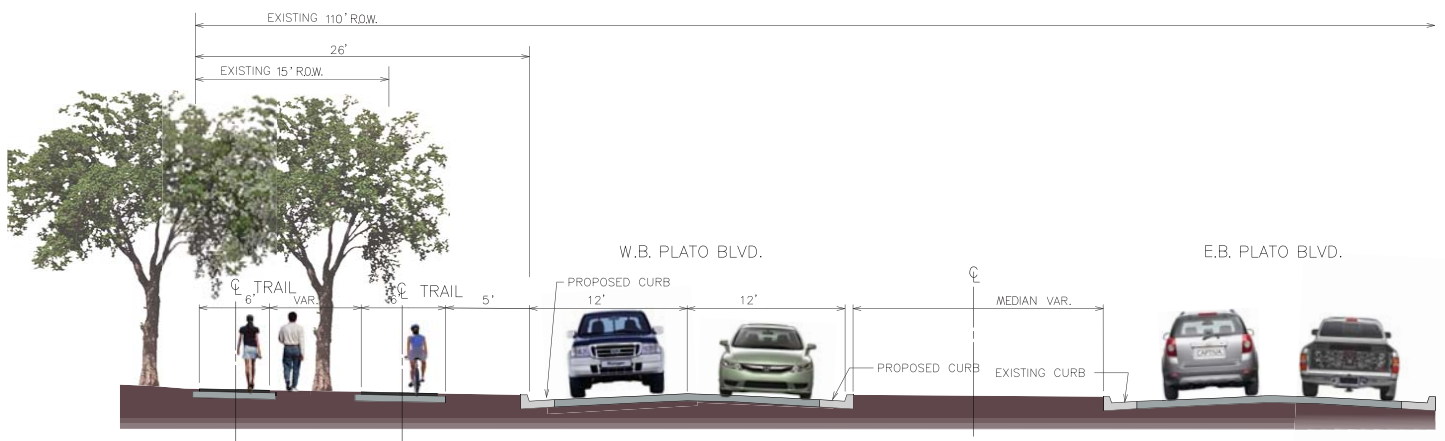 EXISTING 110' R.O.W.
26'
EXISTING 15' R.O.W.
W.B. PLATO BLVD.
E.B. PLATO BLVD.
℄ TRAIL
℄ TRAIL
6'
VAR.
6'
5'
PROPOSED CURB
12'
12'
℄
MEDIAN VAR.
PROPOSED CURB
EXISTING CURB
CAPTIVA